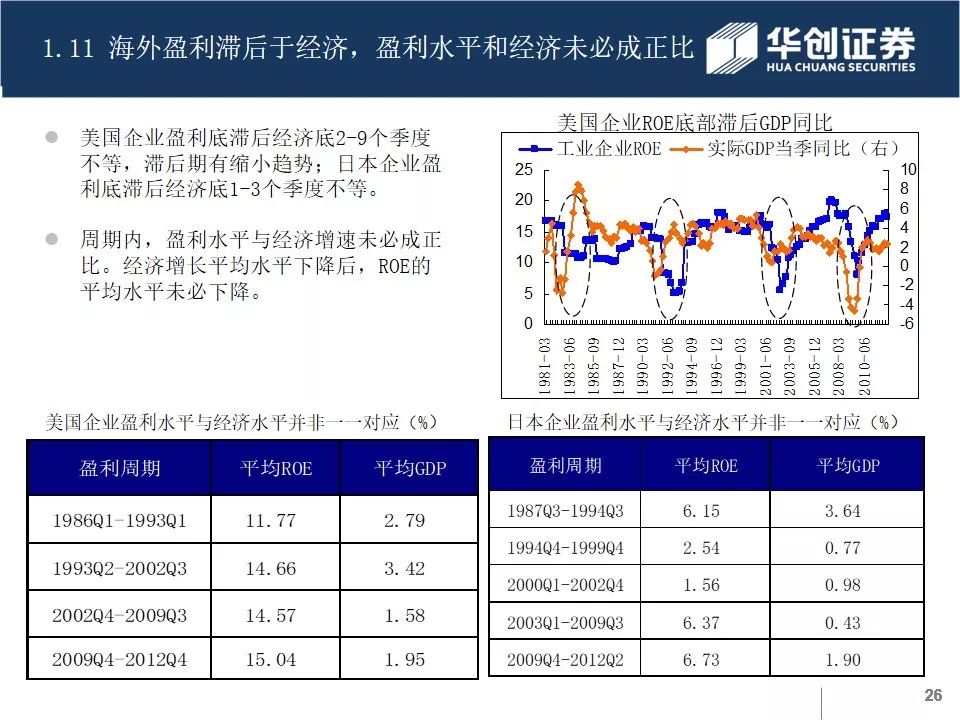 1.11 海外盈利滞后于经济，盈利水平和经济未必成正比
华创证券
HUA CHUANG SECURITIES
美国企业盈利底滞后经济底2-9个季度
不等，滞后期有缩小趋势；日本企业盈
利底滞后经济底1-3个季度不等。
周期内，盈利水平与经济增速未必成正
比。经济增长平均水平下降后，ROE的
平均水平未必下降。
美国企业ROE底部滞后GDP同比
工业企业ROE 实际GDP当季同比（右）
25 10
20 8
15 6
10 4
5 2
0 0
-2
-4
-6
1981-03 1983-06 1985-09 1987-12 1990-03 1992-06 1994-09 1996-12 1999-03 2001-06 2003-09 2005-12 2008-03 2010-06
美国企业盈利水平与经济水平并非一一对应（%）
盈利周期 平均ROE 平均GDP
1986Q1-1993Q1 11.77 2.79
1993Q2-2002Q3 14.66 3.42
2002Q4-2009Q3 14.57 1.58
2009Q4-2012Q4 15.04 1.95
日本企业盈利水平与经济水平并非一一对应（%）
盈利周期 平均ROE 平均GDP
1987Q3-1994Q3 6.15 3.64
1994Q4-1999Q4 2.54 0.77
2000Q1-2002Q4 1.56 0.98
2003Q1-2009Q3 6.37 0.43
2009Q4-2012Q2 6.73 1.90
26